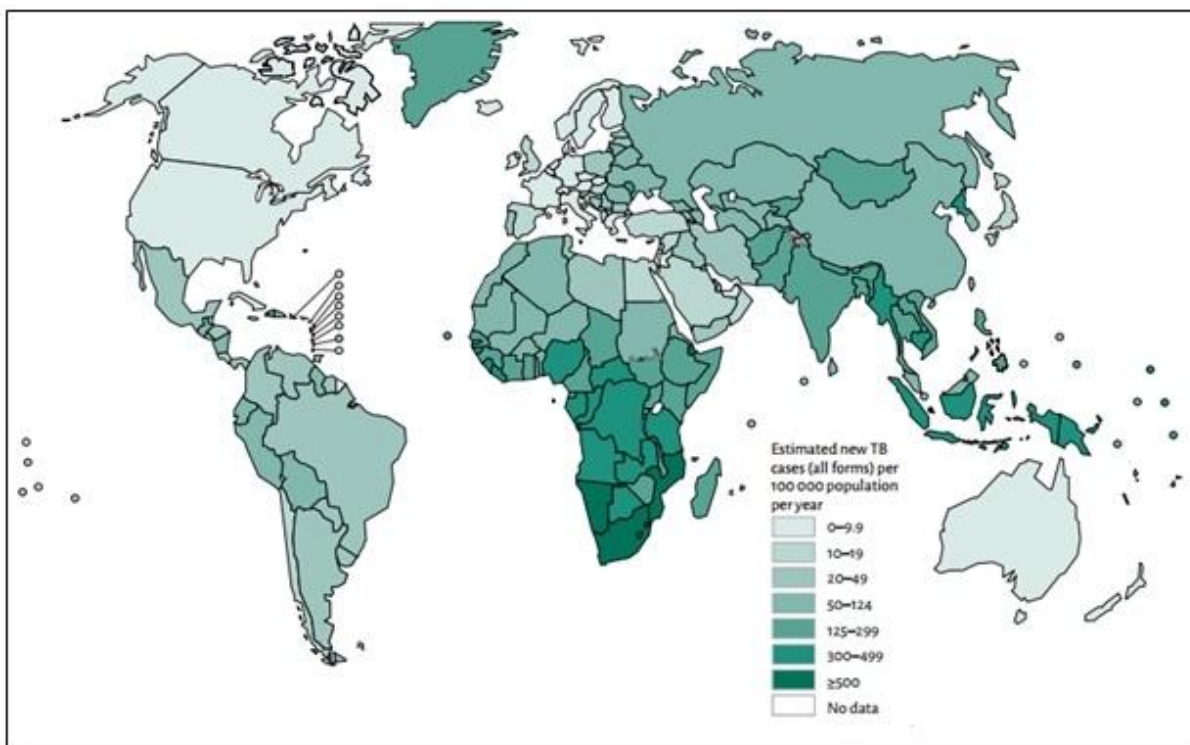 Estimated new TB
cases (all forms) per
100 000 population
per year
0–9.9
10–19
20–49
50–124
125–299
300–499
≥500
No data